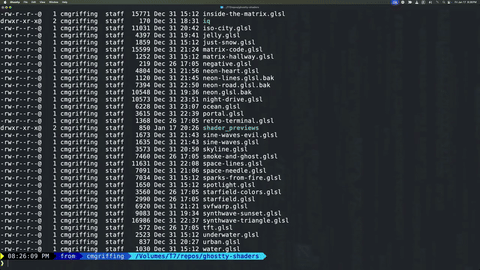 -rw-r--r--@   1 cmgriffing  staff  15771 Dec 31 15:12 inside-the-matrix.glsl
drwxr-xr-x@   2 cmgriffing  staff    170 Dec 31 18:31 iq
-rw-r--r--@   1 cmgriffing  staff  11031 Dec 31 20:42 iso-city.glsl
-rw-r--r--@   1 cmgriffing  staff   4397 Dec 31 19:41 jelly.glsl
-rw-r--r--@   1 cmgriffing  staff   1859 Dec 31 15:12 just-snow.glsl
-rw-r--r--@   1 cmgriffing  staff  15599 Dec 31 21:24 matrix-code.glsl
-rw-r--r--@   1 cmgriffing  staff   1252 Dec 31 15:12 matrix-hallway.glsl
-rw-r--r--@   1 cmgriffing  staff    219 Dec 26 17:05 negative.glsl
-rw-r--r--@   1 cmgriffing  staff   4804 Dec 31 21:56 neon-heart.glsl
-rw-r--r--@   1 cmgriffing  staff   1120 Dec 31 21:45 neon-lines.glsl.bak
-rw-r--r--@   1 cmgriffing  staff   7394 Dec 31 22:50 neon-road.glsl.bak
-rw-r--r--@   1 cmgriffing  staff  10548 Dec 31 19:36 neon.glsl.bak
-rw-r--r--@   1 cmgriffing  staff  10573 Dec 31 23:51 night-drive.glsl
-rw-r--r--@   1 cmgriffing  staff   6228 Dec 31 23:07 ocean.glsl
-rw-r--r--@   1 cmgriffing  staff   3615 Dec 31 22:39 portal.glsl
-rw-r--r--@   1 cmgriffing  staff   1368 Dec 26 17:05 retro-terminal.glsl
drwxr-xr-x@   2 cmgriffing  staff    850 Jan 17 20:26 shader_previews
-rw-r--r--@   1 cmgriffing  staff   1673 Dec 31 21:43 sine-waves-evil.glsl
-rw-r--r--@   1 cmgriffing  staff   1635 Dec 31 21:43 sine-waves.glsl
-rw-r--r--@   1 cmgriffing  staff   3573 Dec 31 20:50 skyline.glsl
-rw-r--r--@   1 cmgriffing  staff   7460 Dec 26 17:05 smoke-and-ghost.glsl
-rw-r--r--@   1 cmgriffing  staff  11031 Dec 31 22:08 space-lines.glsl
-rw-r--r--@   1 cmgriffing  staff   7091 Dec 31 21:06 space-needle.glsl
-rw-r--r--@   1 cmgriffing  staff   7034 Dec 31 15:12 sparks-from-fire.glsl
-rw-r--r--@   1 cmgriffing  staff   1650 Dec 31 15:12 spotlight.glsl
-rw-r--r--@   1 cmgriffing  staff   3560 Dec 26 17:05 starfield-colors.glsl
-rw-r--r--@   1 cmgriffing  staff   2990 Dec 26 17:05 starfield.glsl
-rw-r--r--@   1 cmgriffing  staff   6920 Dec 31 21:21 svfwarp.glsl
-rw-r--r--@   1 cmgriffing  staff   9083 Dec 31 19:34 synthwave-sunset.glsl
-rw-r--r--@   1 cmgriffing  staff  16986 Dec 31 22:37 synthwave-triangle.glsl
-rw-r--r--@   1 cmgriffing  staff    572 Dec 26 17:05 tft.glsl
-rw-r--r--@   1 cmgriffing  staff   2523 Dec 31 15:12 underwater.glsl
-rw-r--r--@   1 cmgriffing  staff    837 Dec 31 20:27 urban.glsl
-rw-r--r--@   1 cmgriffing  staff   1030 Dec 31 15:12 water.glsl
08:26:09 PM from cmgriffing /Volumes/T7/repos/ghostty-shaders